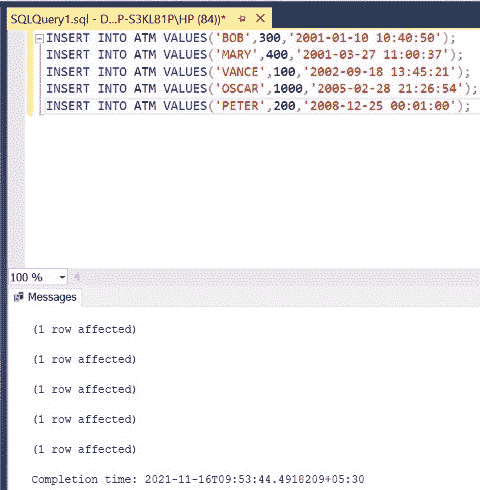 SQLQuery1.sql - D...P-S3KL81P\HP (84))*
INSERT INTO ATM VALUES('BOB',300,'2001-01-10 10:40:50');
INSERT INTO ATM VALUES('MARY',400,'2001-03-27 11:00:37');
INSERT INTO ATM VALUES('VANCE',100,'2002-09-18 13:45:21');
INSERT INTO ATM VALUES('OSCAR',1000,'2005-02-28 21:26:54');
INSERT INTO ATM VALUES('PETER',200,'2008-12-25 00:01:00');
100 %
Messages
(1 row affected)
(1 row affected)
(1 row affected)
(1 row affected)
(1 row affected)
Completion time: 2021-11-16T09:53:44.4918209+05:30